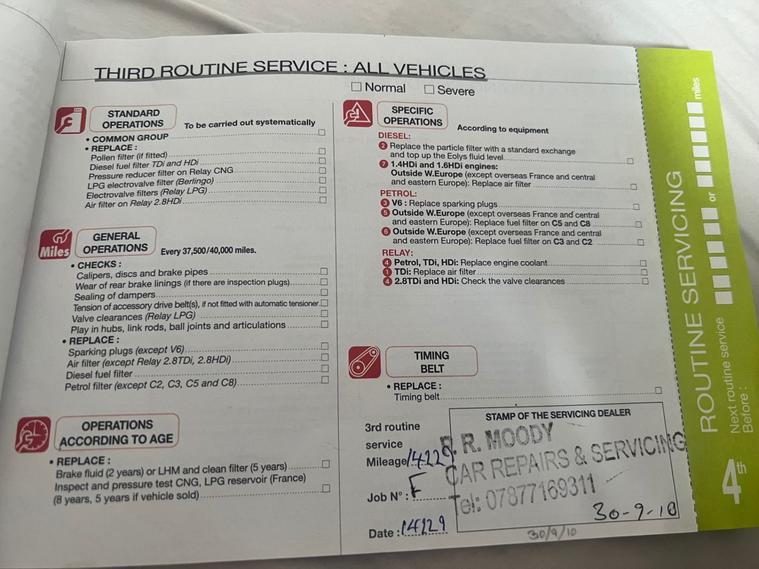 THIRD ROUTINE SERVICE : ALL VEHICLES
Normal Severe
STANDARD
OPERATIONS
To be carried out systematically
• COMMON GROUP
• REPLACE :
Pollen filter (if fitted)
Diesel fuel filter TDi and HDi
Pressure reducer filter on Relay CNG
LPG electrovalve filter (Berlingo)
Electrovalve filters (Relay LPG)
Air filter on Relay 2.8HDi
Miles
GENERAL
OPERATIONS
Every 37,500/40,000 miles.
• CHECKS :
Calipers, discs and brake pipes
Wear of rear brake linings (if there are inspection plugs)
Sealing of dampers
Tension of accessory drive belt(s), if not fitted with automatic tensioner
Valve clearances (Relay LPG)
Play in hubs, link rods, ball joints and articulations
• REPLACE :
Sparking plugs (except V6)
Air filter (except Relay 2.8TDi, 2.8HDi)
Diesel fuel filter
Petrol filter (except C2, C3, C5 and C8)
OPERATIONS
ACCORDING TO AGE
• REPLACE :
Brake fluid (2 years) or LHM and clean filter (5 years)
Inspect and pressure test CNG, LPG reservoir (France)
(8 years, 5 years if vehicle sold)
SPECIFIC
OPERATIONS
According to equipment
DIESEL:
2 Replace the particle filter with a standard exchange
and top up the Eolys fluid level
7 1.4HDi and 1.6HDi engines:
Outside W.Europe (except overseas France and central
and eastern Europe): Replace air filter
PETROL:
3 V6 : Replace sparking plugs
5 Outside W.Europe (except overseas France and central
and eastern Europe): Replace fuel filter on C5 and C8
6 Outside W.Europe (except overseas France and central
and eastern Europe): Replace fuel filter on C3 and C2
RELAY:
4 Petrol, TDi, HDi: Replace engine coolant
1 TDi: Replace air filter
4 2.8TDi and HDi: Check the valve clearances
TIMING
BELT
• REPLACE :
Timing belt
3rd routine
service
Mileage 14229
Job N° : F
Date : 14229
STAMP OF THE SERVICING DEALER
R. MOODY
CAR REPAIRS & SERVICING
Tel: 07877169311
30-9-10
30/9/10
ROUTINE SERVICING
4th
Next routine service
Before :
or
miles